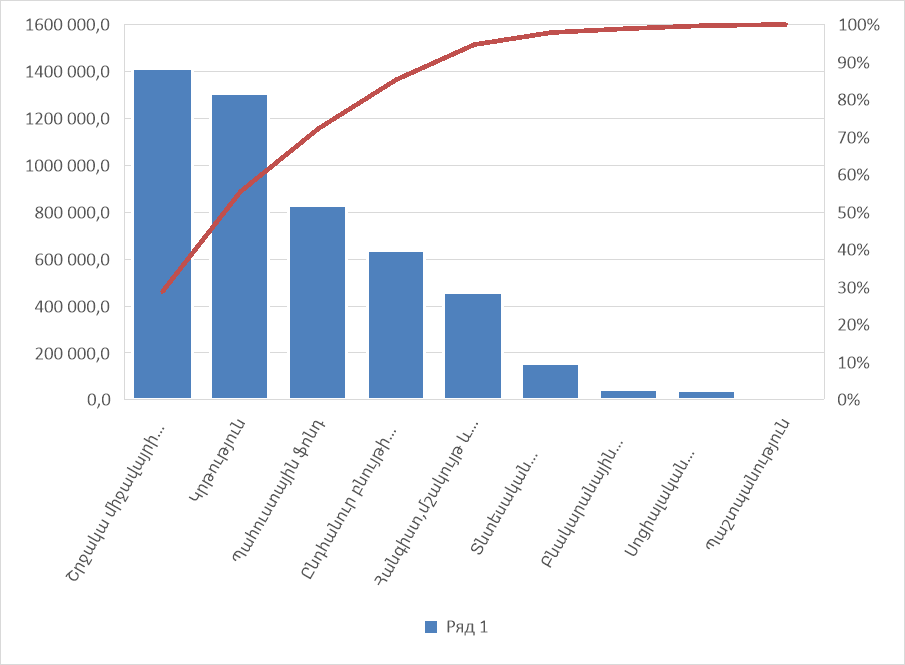 1600 000,0
1400 000,0
1200 000,0
1000 000,0
800 000,0
600 000,0
400 000,0
200 000,0
0,0
100%
90%
80%
70%
60%
50%
40%
30%
20%
10%
0%
Շրջակա միջավայրի...
Կրթություն
Պահուստային ֆոնդ
Ընդհանուր բնույթի...
Հանգիստ,մշակույթ և...
Տնտեսական...
Բնակարանային...
Սոցիալական...
Պաշտպանություն
Ряд 1